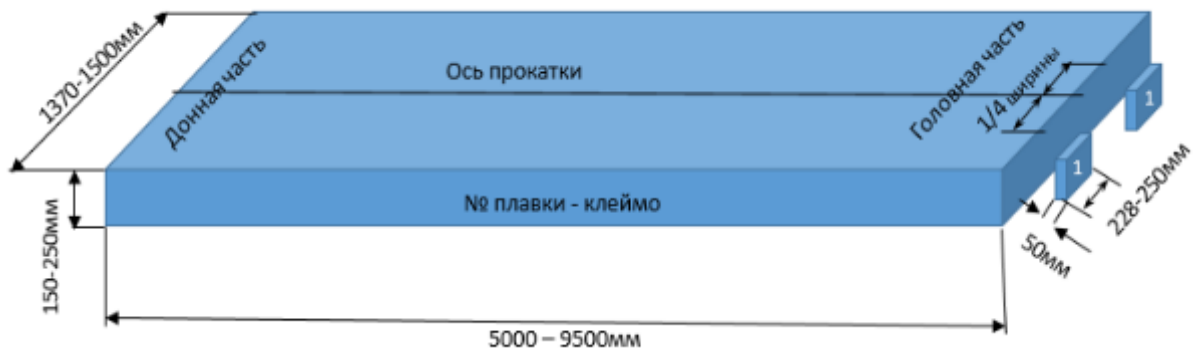 1370-1500мм
Донная часть
Ось прокатки
Головная часть
1/4 ширины
1
1
№ плавки - клеймо
150-250мм
228-250мм
50мм
5000 – 9500мм